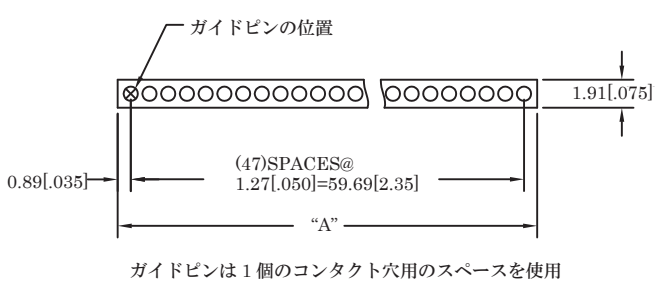 ガイドピンの位置
1.91[.075]
(47)SPACES@
0.89[.035]
1.27[.050]=59.69[2.35]
“A”
ガイドピンは1個のコンタクト穴用のスペースを使用